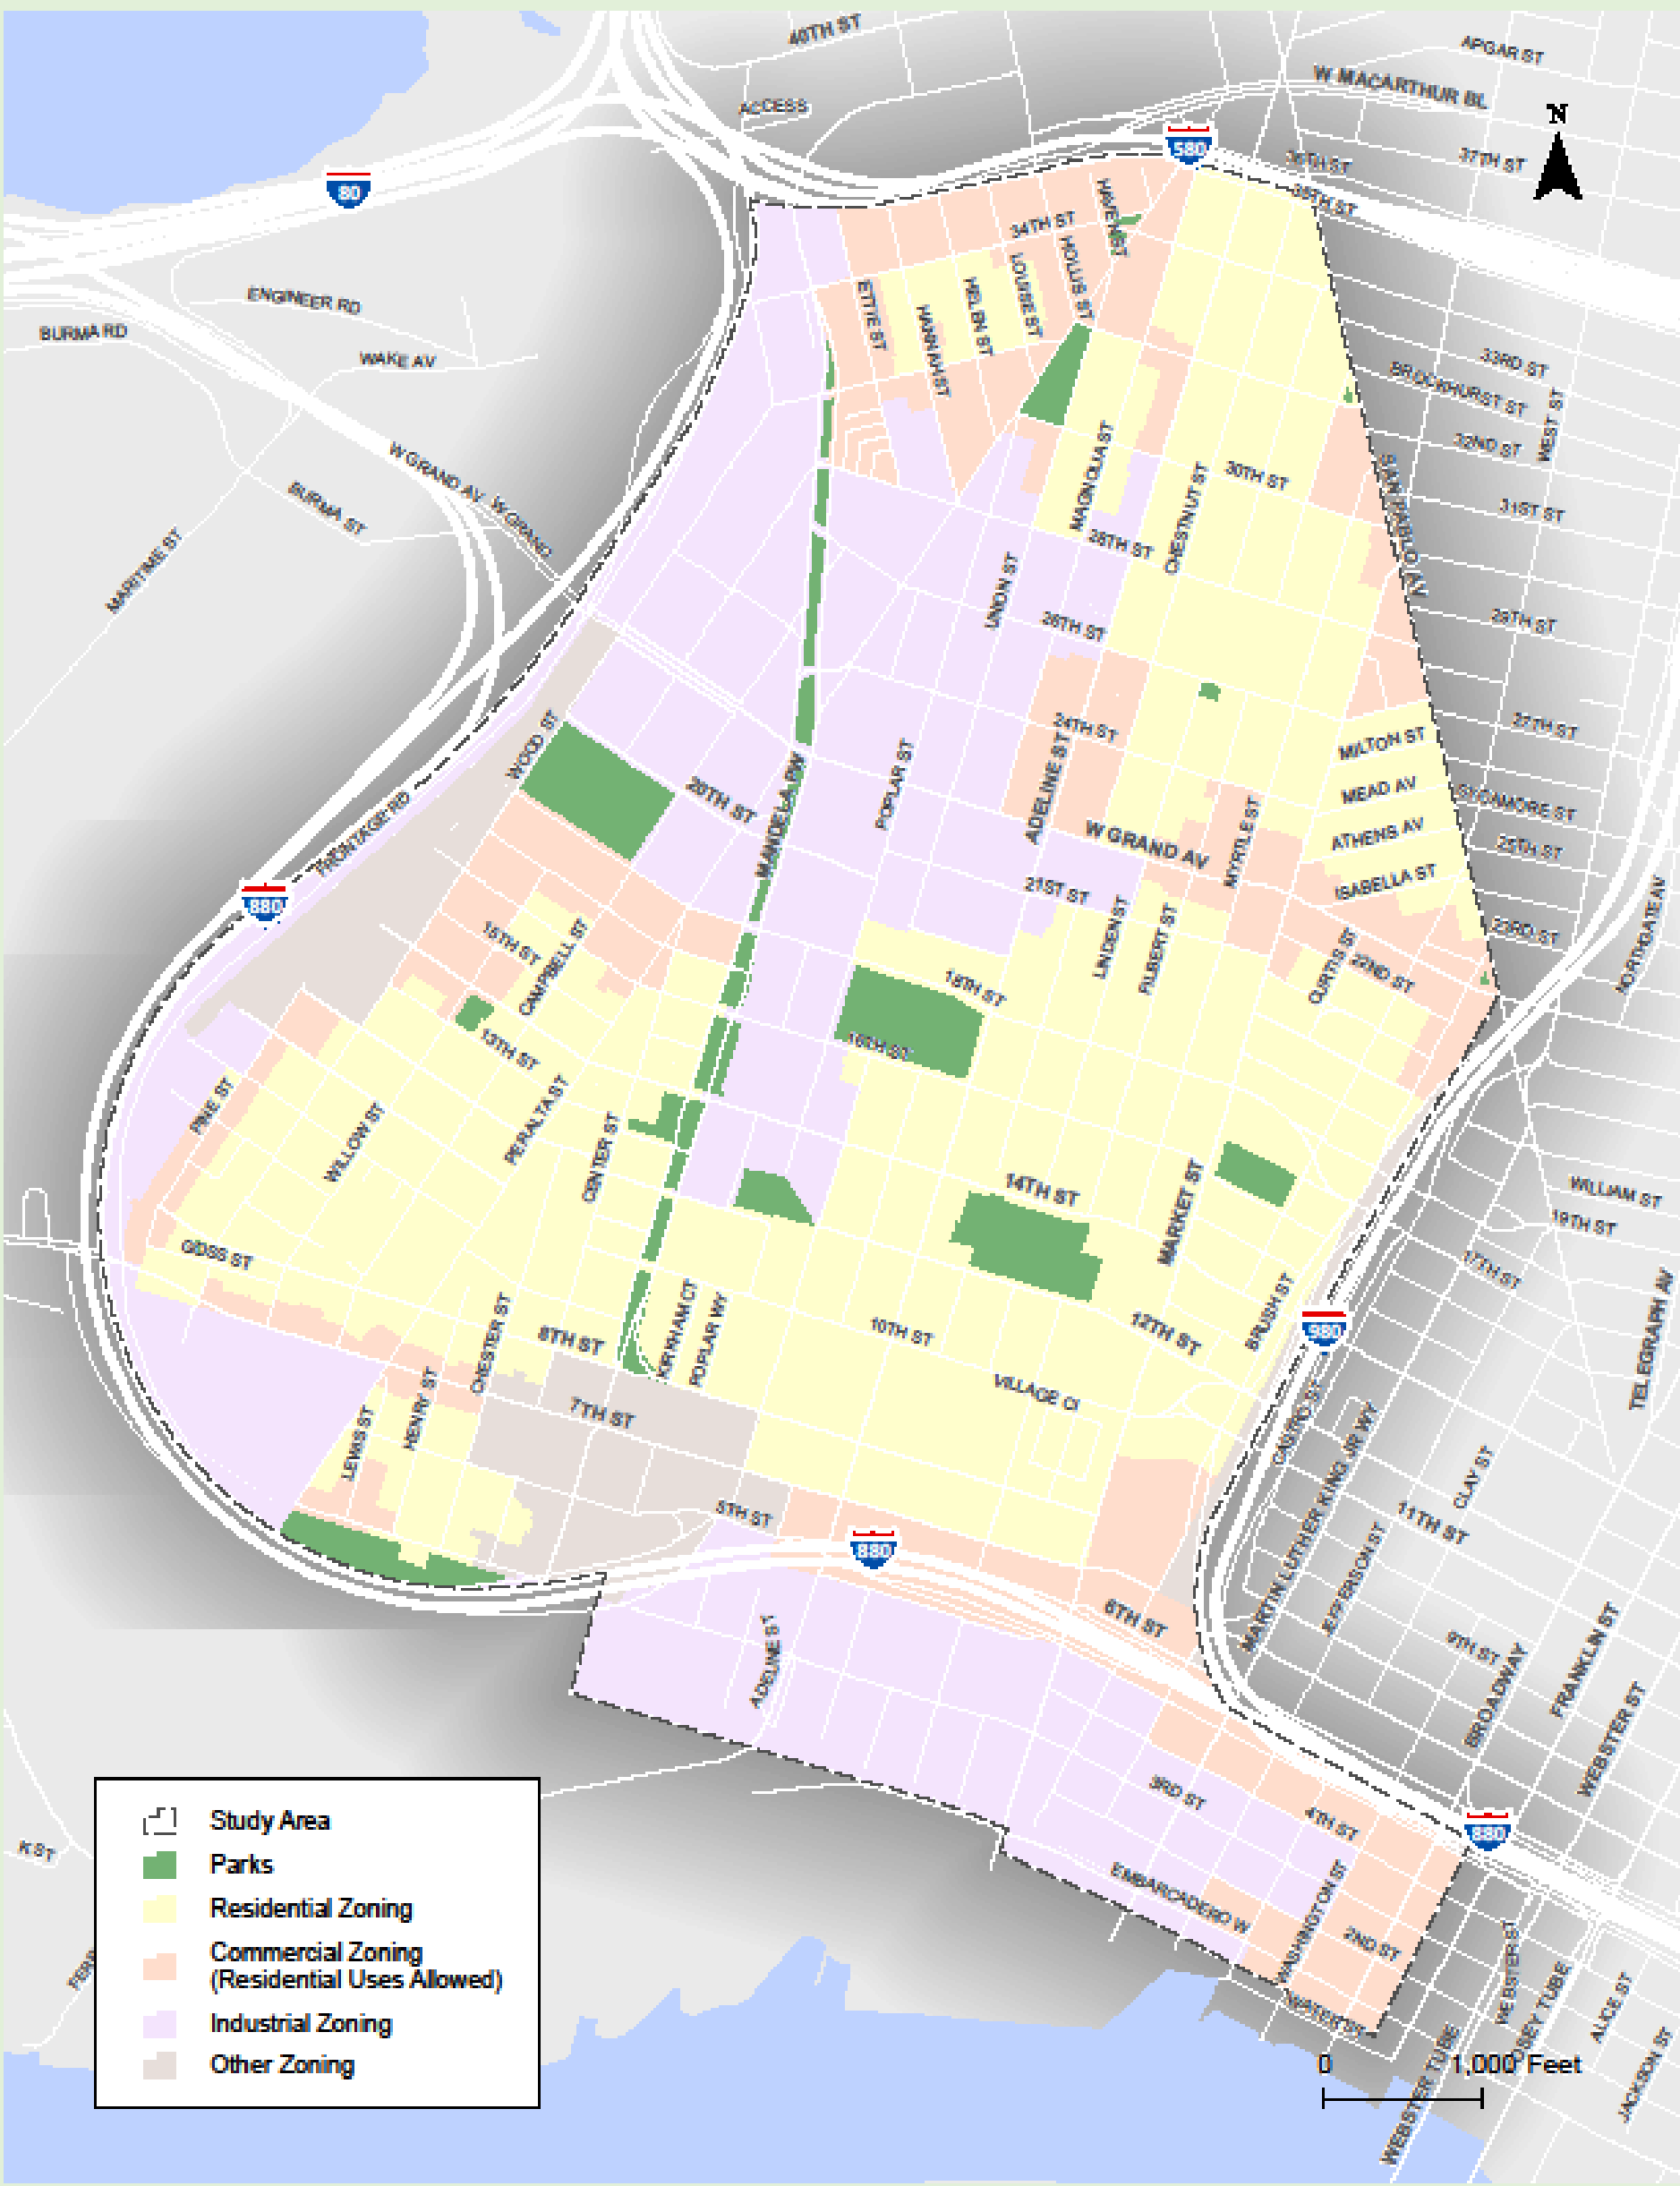 40TH ST
APGAR ST
W MACARTHUR BL
ACCESS
N
580
36TH ST
37TH ST
35TH ST
80
34TH ST
HAVEN ST
HOLLIS ST
ENGINEER RD
BURMA RD
WAKE AV
ETTIE ST
HANNAH ST
HELEN ST
LOUISE ST
33RD ST
BROCKHURST ST
WEST ST
32ND ST
W GRAND AV
W GRAND
BURMA ST
MARITIME ST
MAGNOLIA ST
CHESTNUT ST
30TH ST
SAN PABLO AV
31ST ST
28TH ST
UNION ST
26TH ST
29TH ST
WOOD ST
24TH ST
27TH ST
MILTON ST
20TH ST
MANDELA PW
POPLAR ST
ADELINE ST
MEAD AV
SYCAMORE ST
FRONTAGE RD
W GRAND AV
MYRTLE ST
ATHENS AV
25TH ST
880
21ST ST
ISABELLA ST
15TH ST
CAMPBELL ST
LINDEN ST
FILBERT ST
CURTIS ST
22ND ST
23RD ST
NORTHGATE AV
18TH ST
13TH ST
16TH ST
PINE ST
WILLOW ST
PERALTA ST
CENTER ST
14TH ST
MARKET ST
WILLIAM ST
19TH ST
GOSS ST
17TH ST
CHESTER ST
8TH ST
KIRKHAM CT
POPLAR WY
10TH ST
12TH ST
BRUSH ST
980
TELEGRAPH AV
VILLAGE CI
HENRY ST
LEWIS ST
7TH ST
CASTRO ST
MARTIN LUTHER KING JR WY
CLAY ST
5TH ST
880
11TH ST
JEFFERSON ST
6TH ST
ADELINE ST
9TH ST
BROADWAY
FRANKLIN ST
WEBSTER ST
3RD ST
4TH ST
880
K ST
EMBARCADERO W
WASHINGTON ST
2ND ST
WATER ST
WEBSTER ST
WEBSTER TUBE
ALICE ST
JACKSON ST
Study Area
Parks
Residential Zoning
Commercial Zoning
(Residential Uses Allowed)
Industrial Zoning
Other Zoning
0
1,000 Feet